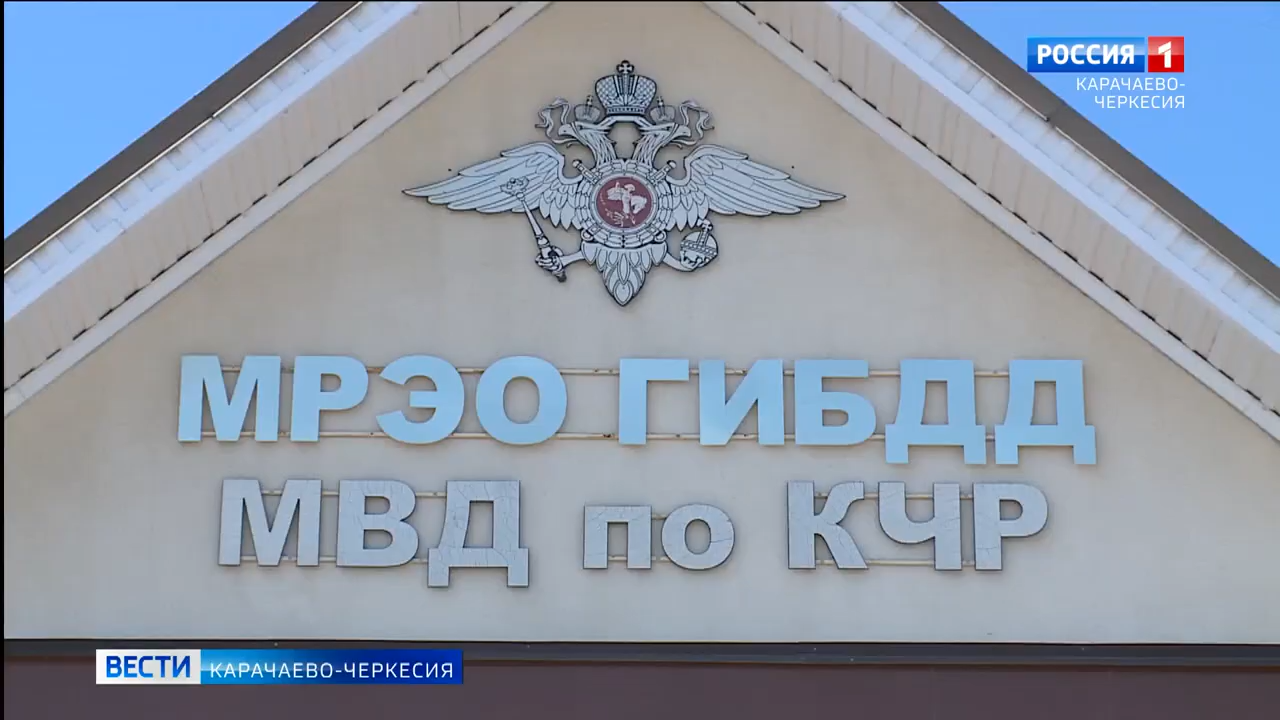 РОССИЯ 1
КАРАЧАЕВО-
ЧЕРКЕСИЯ
МРЭО ГИБДД
МВД по КЧР
ВЕСТИ КАРАЧАЕВО-ЧЕРКЕСИЯ